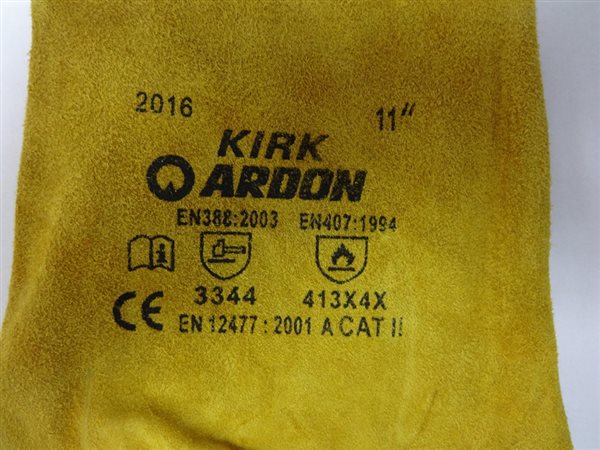 2016 11"
KIRK
ARDON
EN388:2003 EN407:1994
3344 413X4X
CE
EN 12477 : 2001 A CAT II